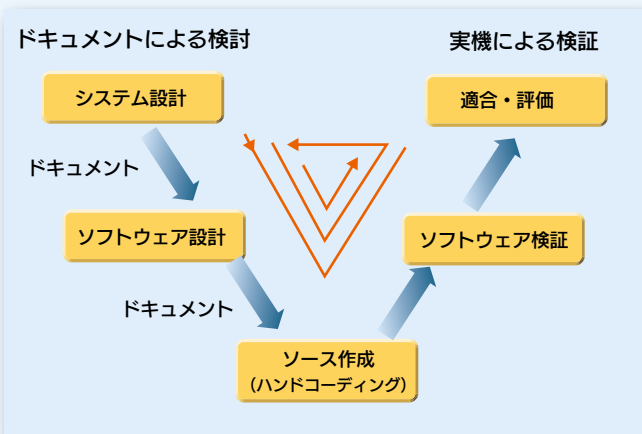 ドキュメントによる検討
実機による検証
システム設計
適合・評価
ドキュメント
ソフトウェア設計
ソフトウェア検証
ドキュメント
ソース作成
(ハンドコーディング)